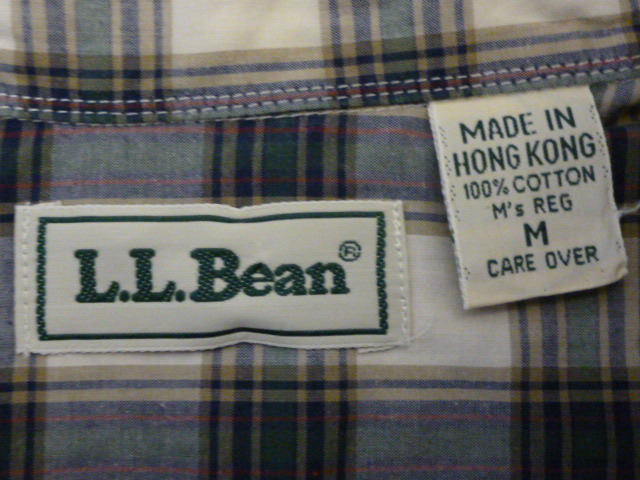 L.L.Bean®
MADE IN
HONG KONG
100% COTTON
M's REG
M
CARE OVER